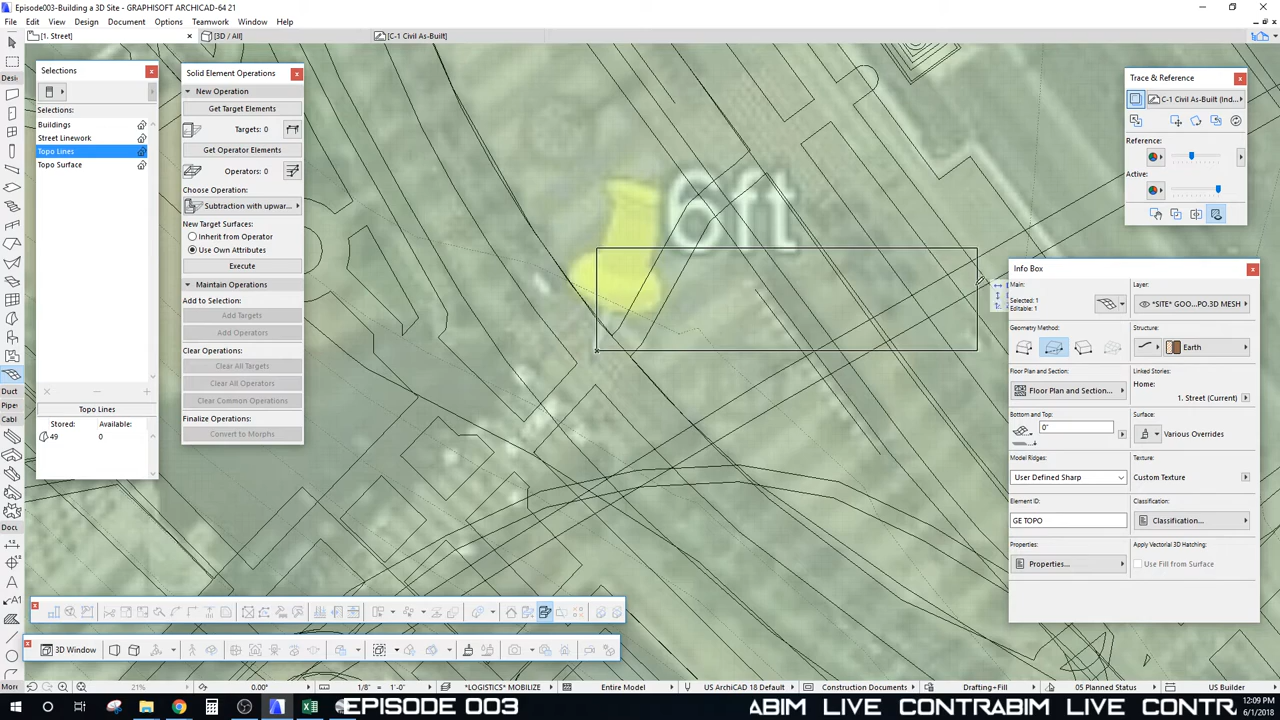 Episode003-Building a 3D Site - GRAPHISOFT ARCHICAD-64 21
File Edit View Design Document Options Teamwork Window Help
[1. Street] [3D / All] [C-1 Civil As-Built]
Selections
Selections:
Buildings
Street Linework
Topo Lines
Topo Surface
Topo Lines
Stored: Available:
49 0
Solid Element Operations
New Operation
Get Target Elements
Targets: 0
Get Operator Elements
Operators: 0
Choose Operation:
Subtraction with upwar...
New Target Surfaces:
Inherit from Operator
Use Own Attributes
Execute
Maintain Operations
Add to Selection:
Add Targets
Add Operators
Clear Operations:
Clear All Targets
Clear All Operators
Clear Common Operations
Finalize Operations:
Convert to Morphs
Desi
Duct
Pipe
Cabl
Docu
More
6ft
Trace & Reference
C-1 Civil As-Built (Ind...
Reference:
Active:
Info Box
Main: Layer:
Selected: 1
Editable: 1
*SITE* GOO...PO.3D MESH
Geometry Method: Structure:
Earth
Floor Plan and Section: Linked Stories:
Floor Plan and Section... Home:
1. Street (Current)
Bottom and Top: Surface:
0" Various Overrides
Model Ridges: Texture:
User Defined Sharp Custom Texture
Element ID: Classification:
GE TOPO Classification...
Properties: Apply Vectorial 3D Hatching:
Properties... Use Fill from Surface
3D Window
21% 0.00° 1/8" = 1'-0" *LOGISTICS* MOBILIZE Entire Model US ArchiCAD 18 Default Construction Documents Drafting+Fill 05 Planned Status US Builder
EPISODE 003 ABIM LIVE CONTRABIM LIVE CONTR
12:09 PM
6/1/2018